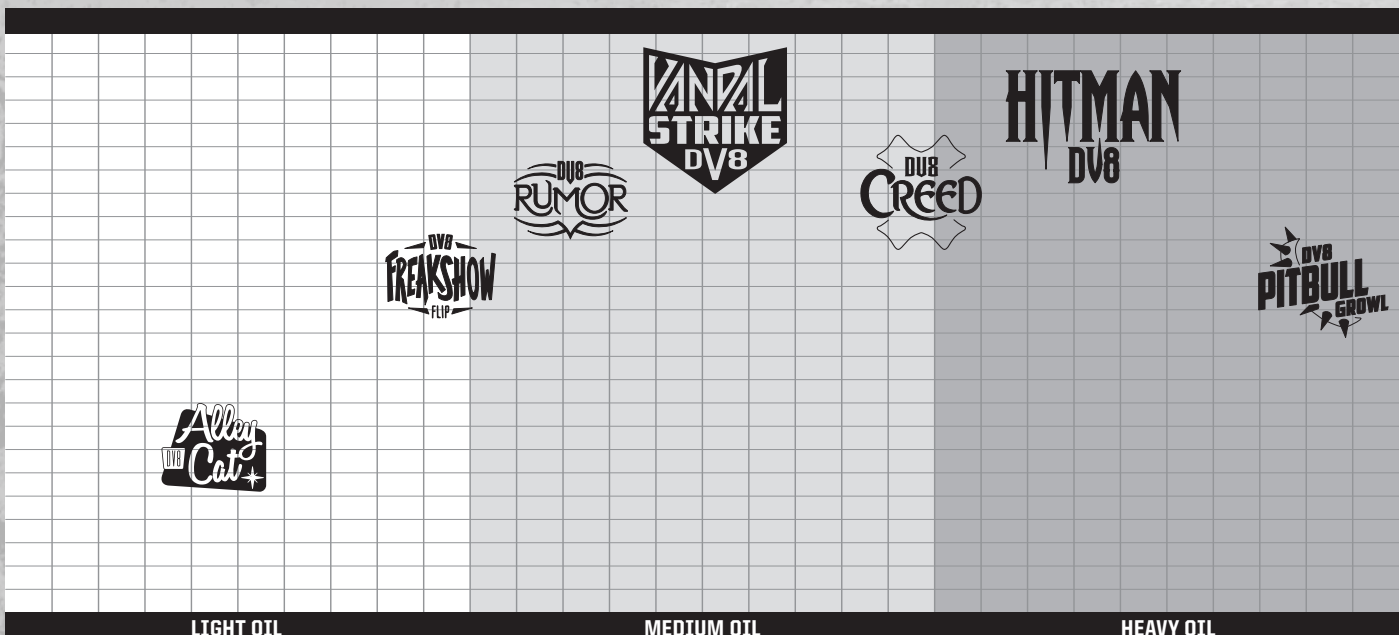 VANDAL
STRIKE
DV8
HITMAN
DV8
DV8
CREED
DV8
RUMOR
DV8
FREAKSHOW
FLIP
DV8
PITBULL
GROWL
Alley
Cat
DV8
LIGHT OIL
MEDIUM OIL
HEAVY OIL